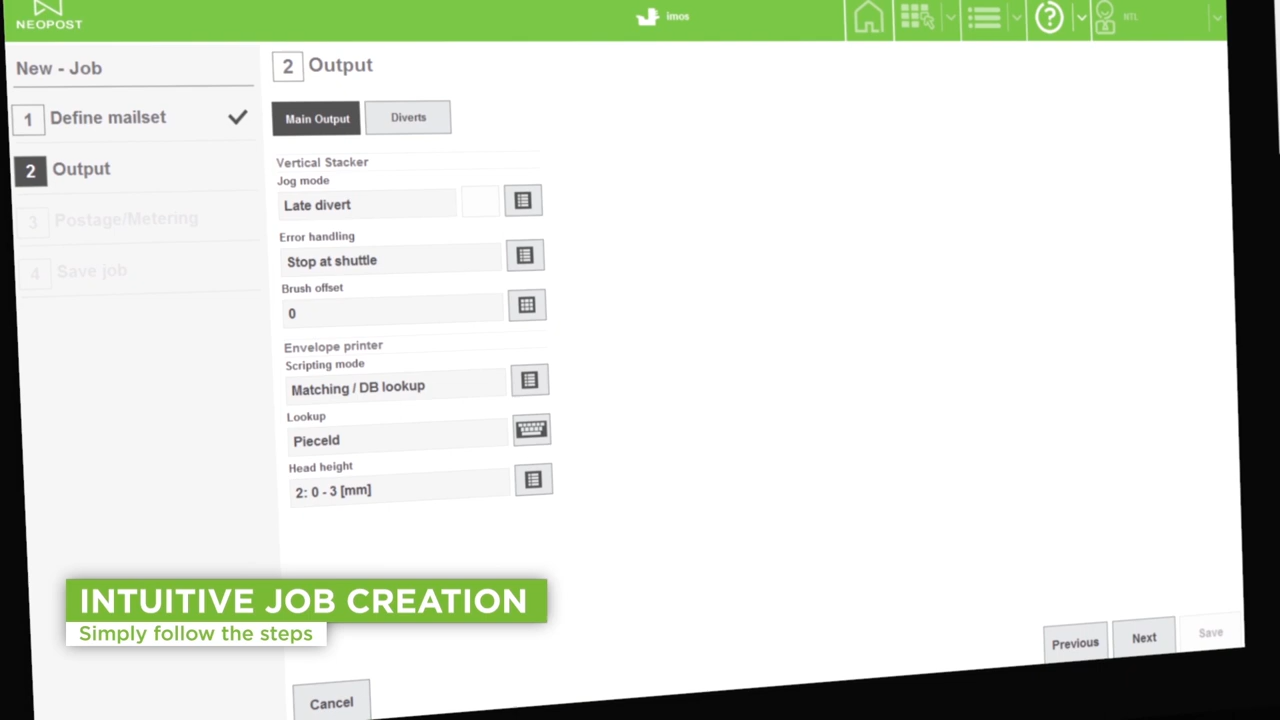 NEOPOST
imos
NTL
New - Job
1 Define mailset
2 Output
3 Postage/Metering
4 Save job
2 Output
Main Output
Diverts
Vertical Stacker
Jog mode
Late divert
Error handling
Stop at shuttle
Brush offset
0
Envelope printer
Scripting mode
Matching / DB lookup
Lookup
PieceId
Head height
2: 0 - 3 [mm]
INTUITIVE JOB CREATION
Simply follow the steps
Previous
Next
Save
Cancel